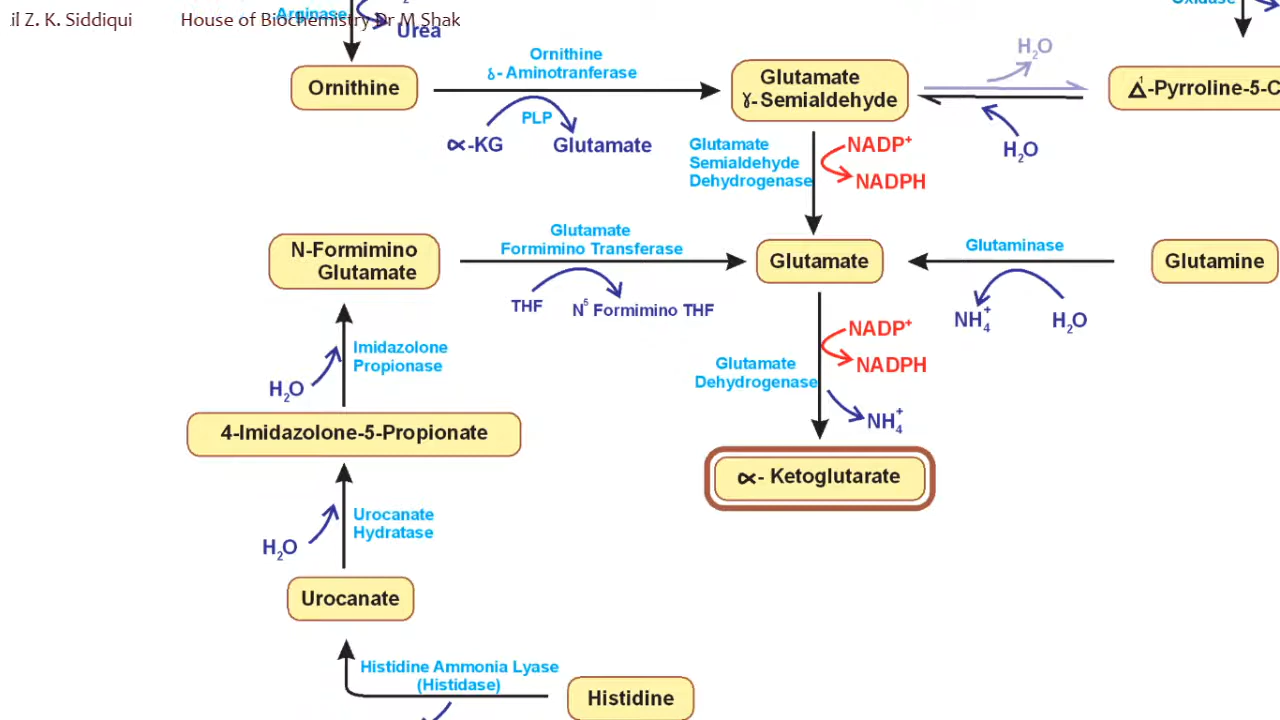 il Z. K. Siddiqui
House of Biochemistry Dr M Shak
Arginase
Urea
Oxidase
Ornithine
Ornithine
δ- Aminotranferase
PLP
∝-KG
Glutamate
Glutamate
ɣ-Semialdehyde
H2O
H2O
Δ1-Pyrroline-5-C
Glutamate
Semialdehyde
Dehydrogenase
NADP+
NADPH
N-Formimino
Glutamate
Glutamate
Formimino Transferase
THF
N5 Formimino THF
Glutamate
Glutaminase
NH4+
H2O
Glutamine
Imidazolone
Propionase
H2O
Glutamate
Dehydrogenase
NADP+
NADPH
NH4+
4-Imidazolone-5-Propionate
∝- Ketoglutarate
Urocanate
Hydratase
H2O
Urocanate
Histidine Ammonia Lyase
(Histidase)
Histidine